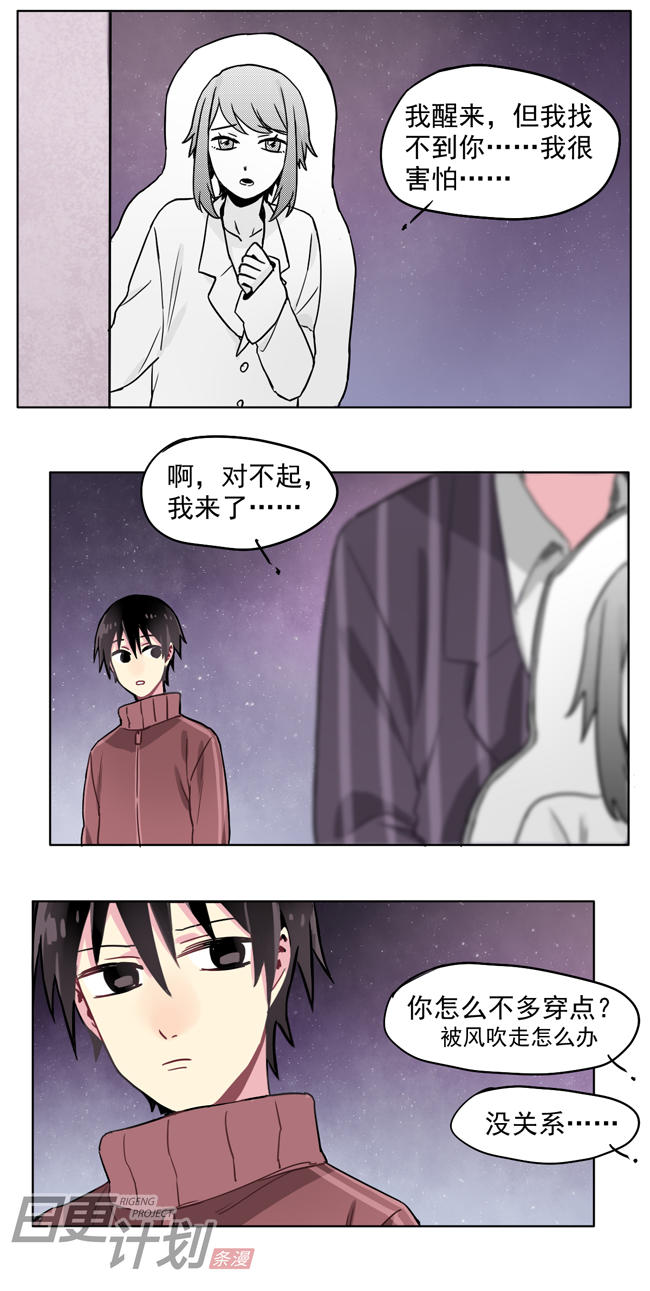 我醒来，但我找
不到你……我很
害怕……
啊，对不起，
我来了……
你怎么不多穿点？
被风吹走怎么办
没关系……
日更计划
RIGENG
PROJECT
条漫